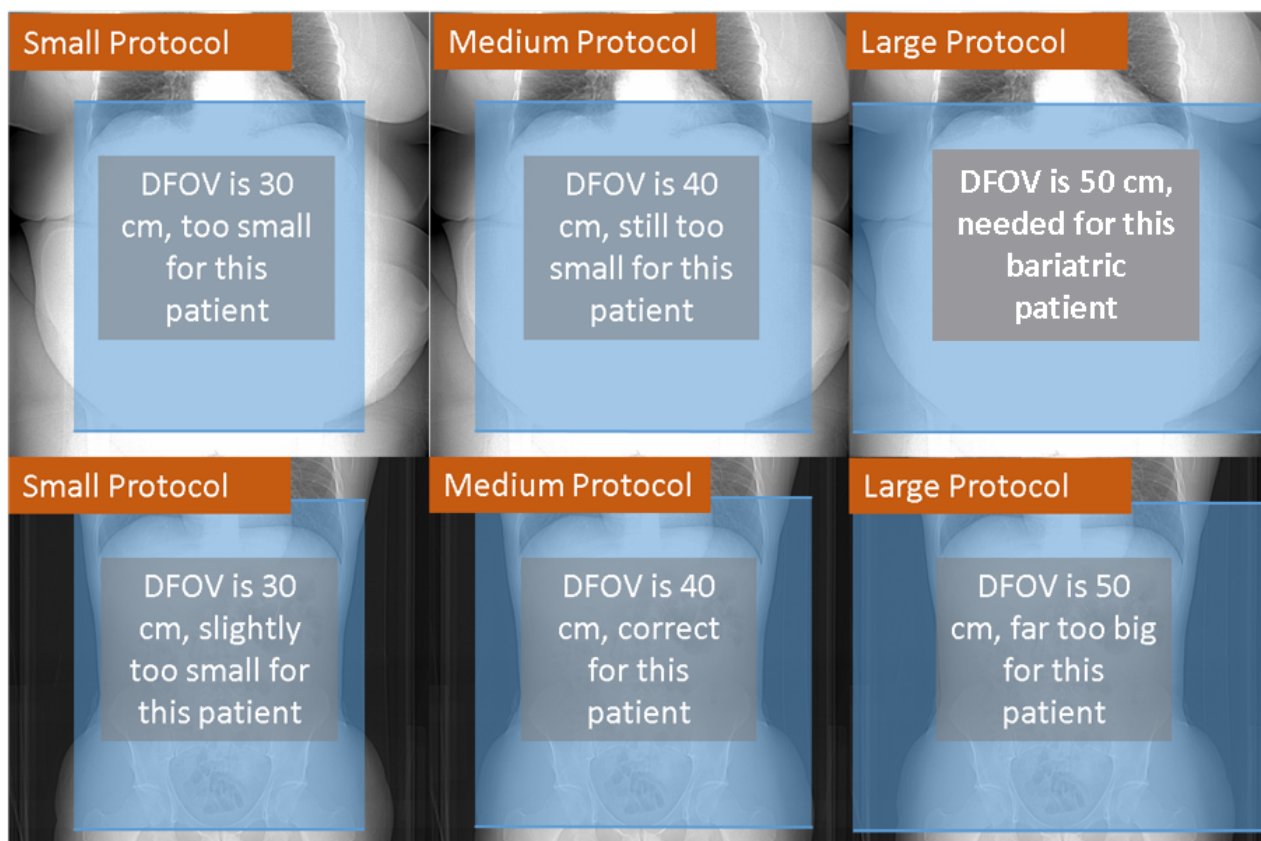 Small Protocol
DFOV is 30
cm, too small
for this
patient
Medium Protocol
DFOV is 40
cm, still too
small for this
patient
Large Protocol
DFOV is 50 cm,
needed for this
bariatric
patient
Small Protocol
DFOV is 30
cm, slightly
too small for
this patient
Medium Protocol
DFOV is 40
cm, correct
for this
patient
Large Protocol
DFOV is 50
cm, far too big
for this
patient